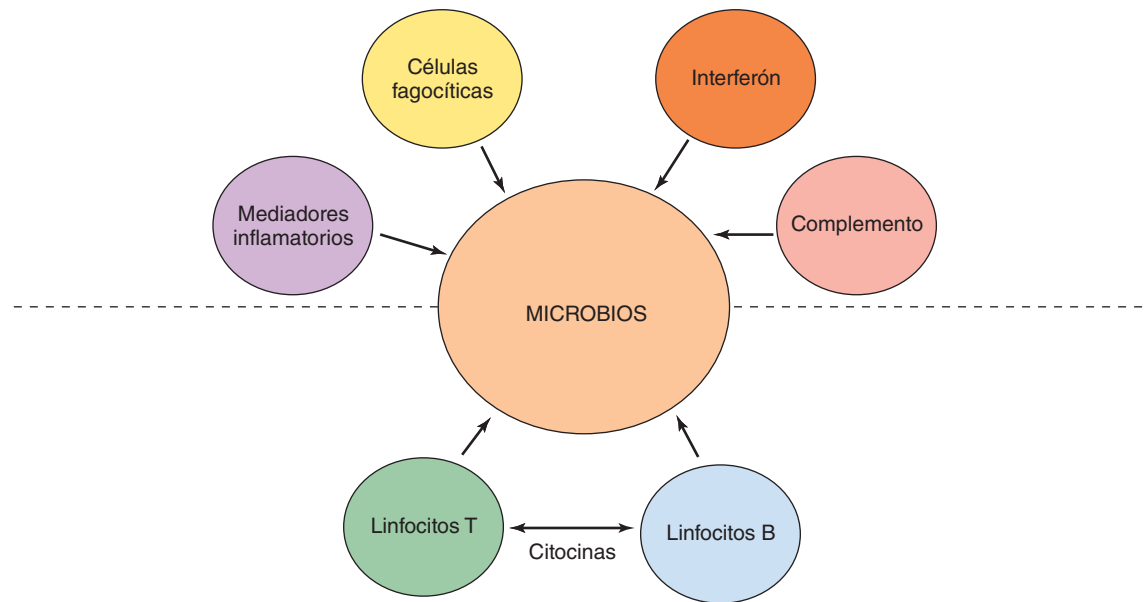 Células
fagocíticas
Interferón
Mediadores
inflamatorios
Complemento
MICROBIOS
Linfocitos T
Citocinas
Linfocitos B